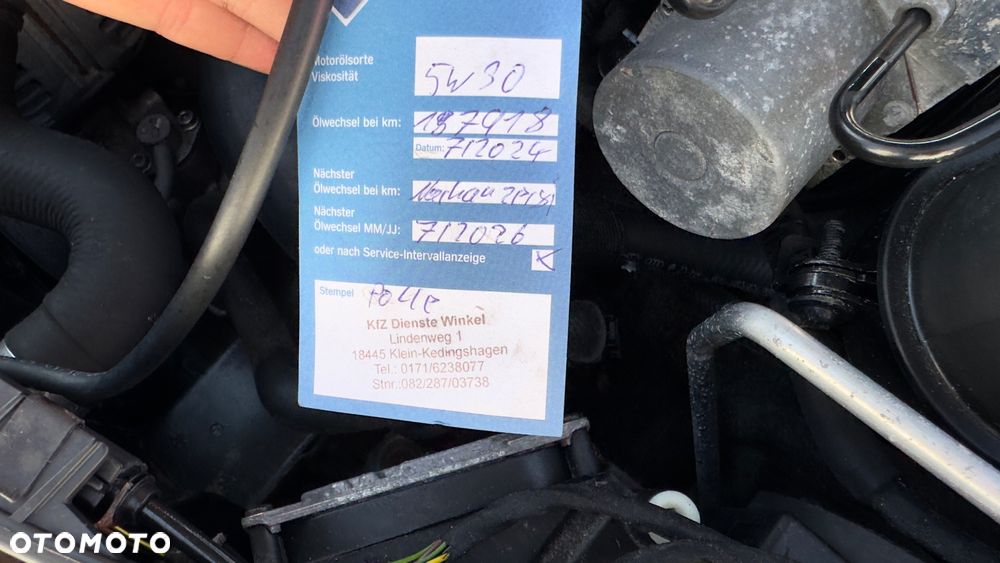 Motorölsorte
Viskosität
5W30
Ölwechsel bei km: 187918
Datum: 7/2024
Nächster
Ölwechsel bei km:
Nächster
Ölwechsel MM/JJ: 7/2026
oder nach Service-Intervallanzeige
Stempel
KfZ Dienste Winkel
Lindenweg 1
18445 Klein-Kedingshagen
Tel.: 0171/6238077
Stnr.:082/287/03738
OTOMOTO